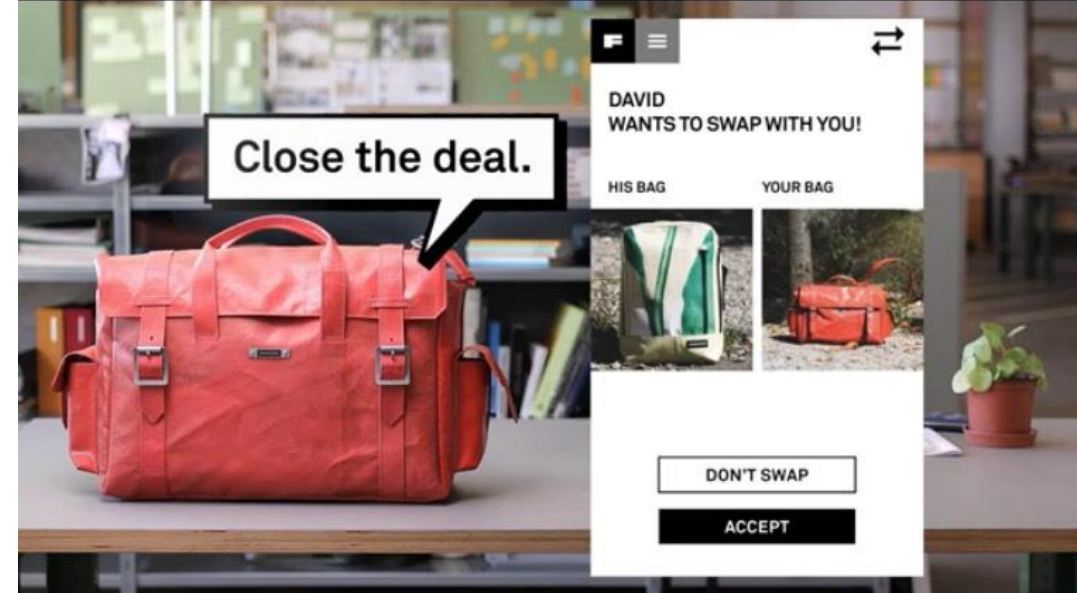 Close the deal.
F
DAVID
WANTS TO SWAP WITH YOU!
HIS BAG
YOUR BAG
DON'T SWAP
ACCEPT